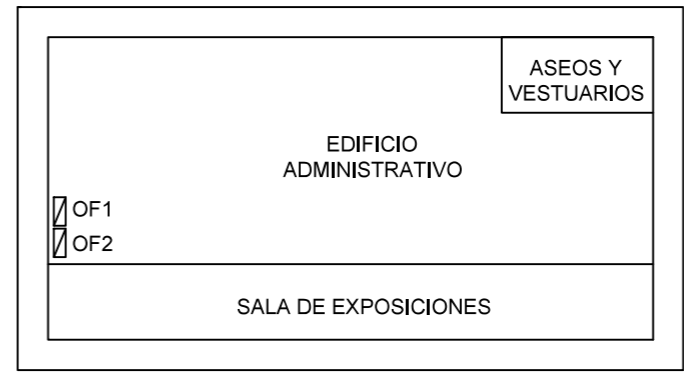 ASEOS Y
VESTUARIOS
EDIFICIO
ADMINISTRATIVO
OF1
OF2
SALA DE EXPOSICIONES